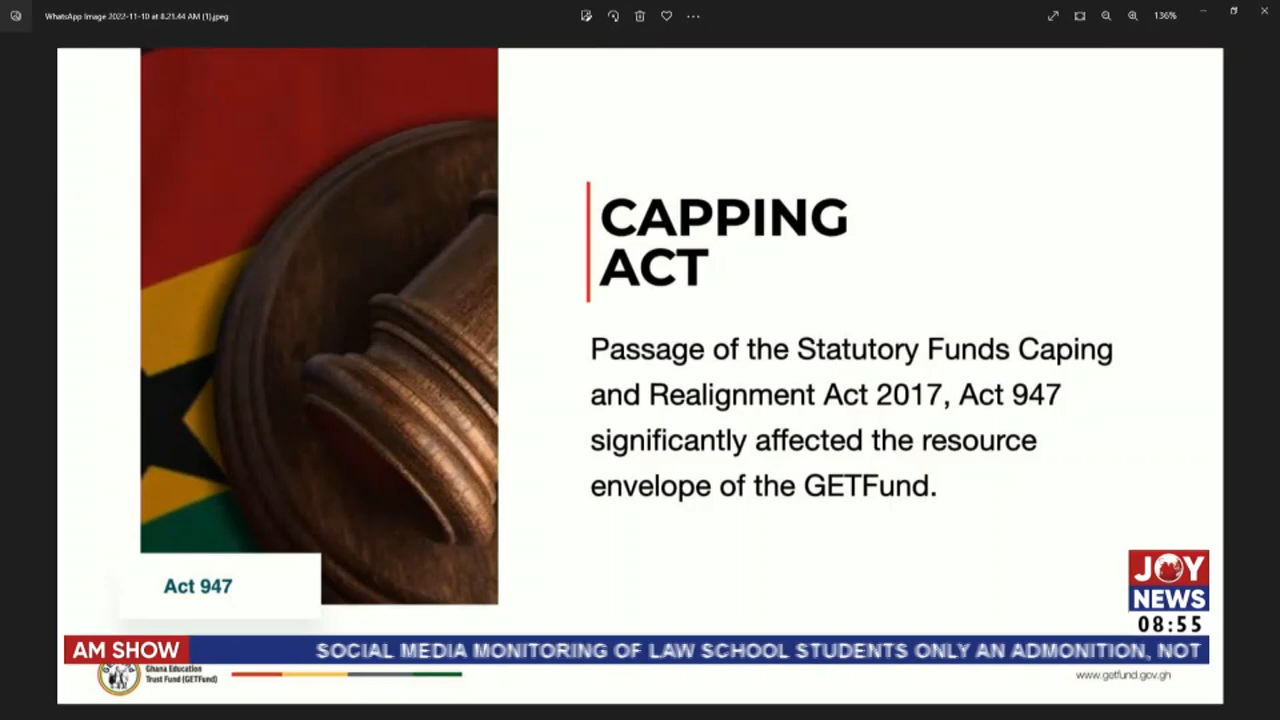 WhatsApp Image 2022-11-10 at 8.21.44 AM (1).jpeg
136%
CAPPING
ACT
Passage of the Statutory Funds Caping
and Realignment Act 2017, Act 947
significantly affected the resource
envelope of the GETFund.
Act 947
JOY
NEWS
08:55
AM SHOW
SOCIAL MEDIA MONITORING OF LAW SCHOOL STUDENTS ONLY AN ADMONITION, NOT
Ghana Education
Trust Fund (GETFund)
www.getfund.gov.gh